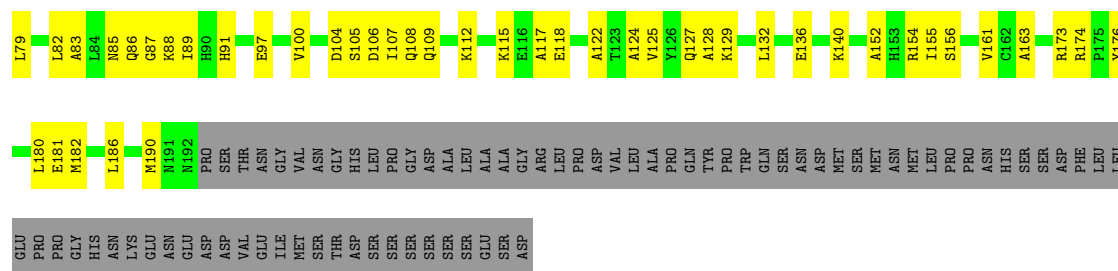 L79 L82 A83 L84 N85 Q86 G87 K88 I89 H90 H91 E97 V100 D104 S105 D106 I107 Q108 Q109 K112 K115 E116 A117 E118 A122 T123 A124 V125 Y126 Q127 A128 K129 L132 E136 K140 A152 H153 R154 I155 S156 V161 C162 A163 R173 R174 P175 Y176
L180 E181 M182 L186 M190 N191 N192 PRO SER THR ASN GLY VAL ASN GLY HIS LEU PRO GLY ASP ALA LEU ALA ALA GLY ARG LEU PRO ASP VAL LEU ALA PRO GLN TYR PRO TRP GLN SER ASN ASP MET SER MET ASN MET LEU PRO PRO ASN HIS SER SER ASP PHE LEU LEU
GLU PRO PRO GLY HIS ASN LYS GLU ASN GLU ASP ASP VAL GLU ILE MET SER THR ASP SER SER SER SER SER SER SER GLU SER ASP